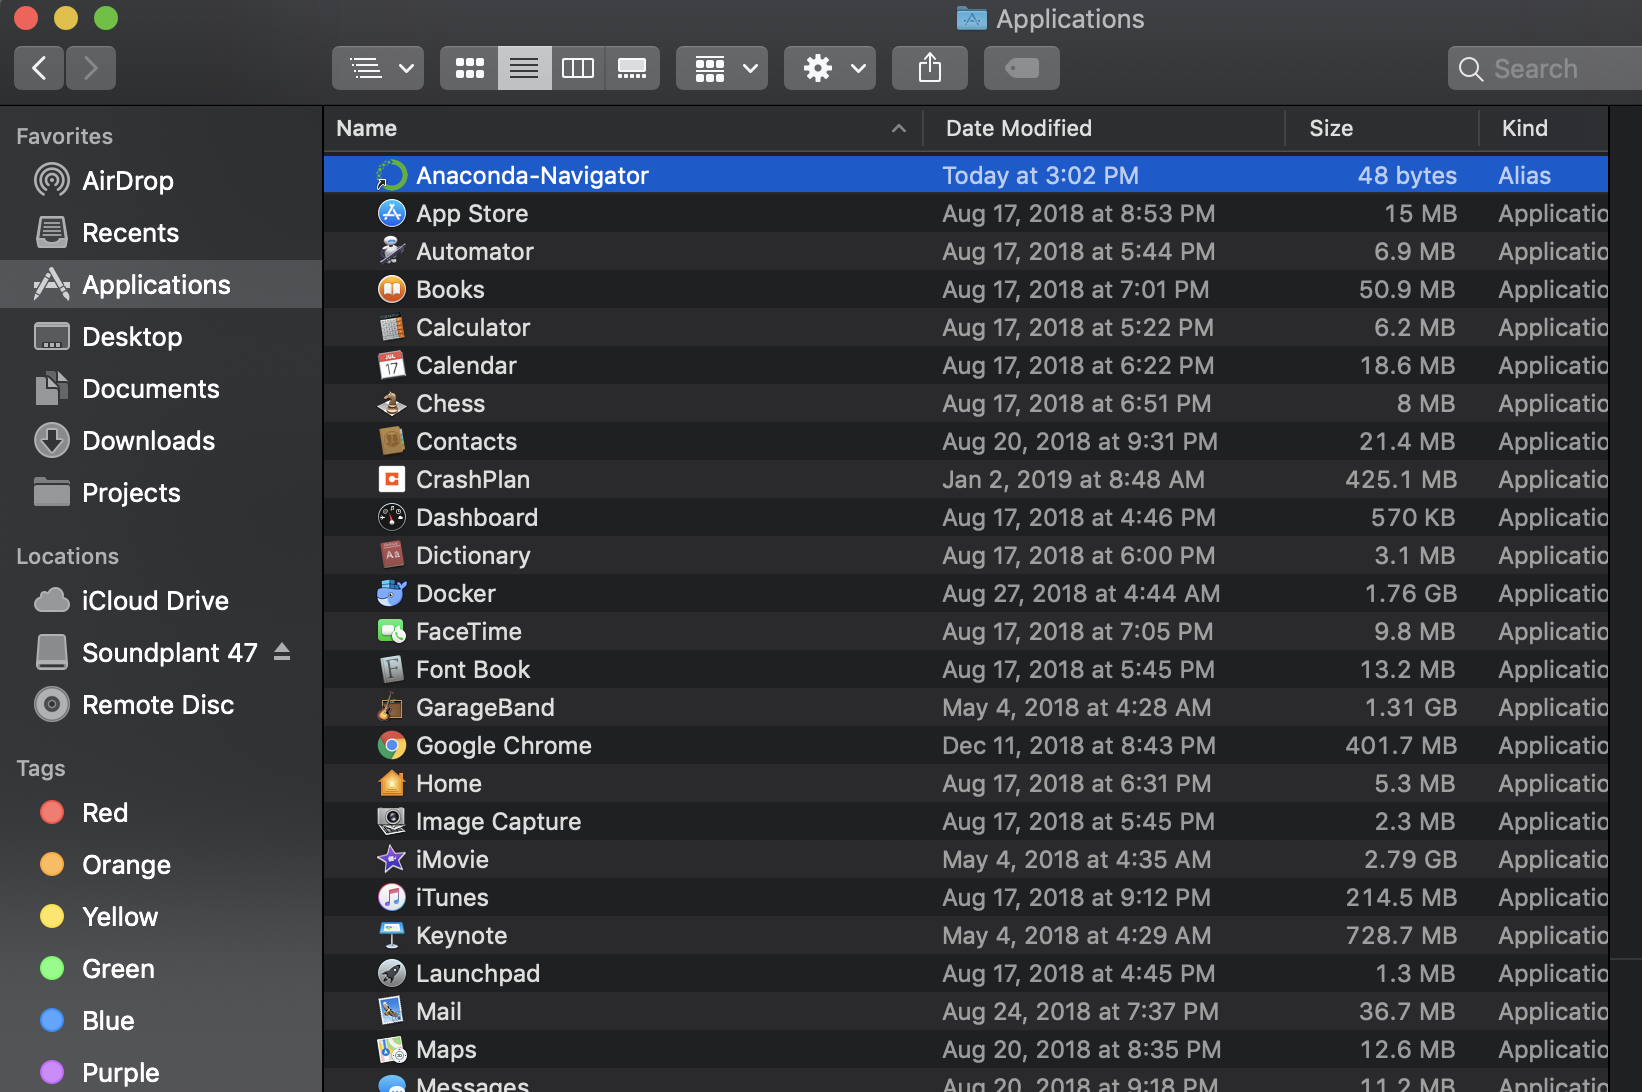 Applications
Search
Favorites
AirDrop
Recents
Applications
Desktop
Documents
Downloads
Projects
Locations
iCloud Drive
Soundplant 47
Remote Disc
Tags
Red
Orange
Yellow
Green
Blue
Purple
Name Date Modified Size Kind
Anaconda-Navigator Today at 3:02 PM 48 bytes Alias
App Store Aug 17, 2018 at 8:53 PM 15 MB Applicatio
Automator Aug 17, 2018 at 5:44 PM 6.9 MB Applicatio
Books Aug 17, 2018 at 7:01 PM 50.9 MB Applicatio
Calculator Aug 17, 2018 at 5:22 PM 6.2 MB Applicatio
Calendar Aug 17, 2018 at 6:22 PM 18.6 MB Applicatio
Chess Aug 17, 2018 at 6:51 PM 8 MB Applicatio
Contacts Aug 20, 2018 at 9:31 PM 21.4 MB Applicatio
CrashPlan Jan 2, 2019 at 8:48 AM 425.1 MB Applicatio
Dashboard Aug 17, 2018 at 4:46 PM 570 KB Applicatio
Dictionary Aug 17, 2018 at 6:00 PM 3.1 MB Applicatio
Docker Aug 27, 2018 at 4:44 AM 1.76 GB Applicatio
FaceTime Aug 17, 2018 at 7:05 PM 9.8 MB Applicatio
Font Book Aug 17, 2018 at 5:45 PM 13.2 MB Applicatio
GarageBand May 4, 2018 at 4:28 AM 1.31 GB Applicatio
Google Chrome Dec 11, 2018 at 8:43 PM 401.7 MB Applicatio
Home Aug 17, 2018 at 6:31 PM 5.3 MB Applicatio
Image Capture Aug 17, 2018 at 5:45 PM 2.3 MB Applicatio
iMovie May 4, 2018 at 4:35 AM 2.79 GB Applicatio
iTunes Aug 17, 2018 at 9:12 PM 214.5 MB Applicatio
Keynote May 4, 2018 at 4:29 AM 728.7 MB Applicatio
Launchpad Aug 17, 2018 at 4:45 PM 1.3 MB Applicatio
Mail Aug 24, 2018 at 7:37 PM 36.7 MB Applicatio
Maps Aug 20, 2018 at 8:35 PM 12.6 MB Applicatio
Messages Aug 20, 2018 at 9:18 PM 11.2 MB Applicatio